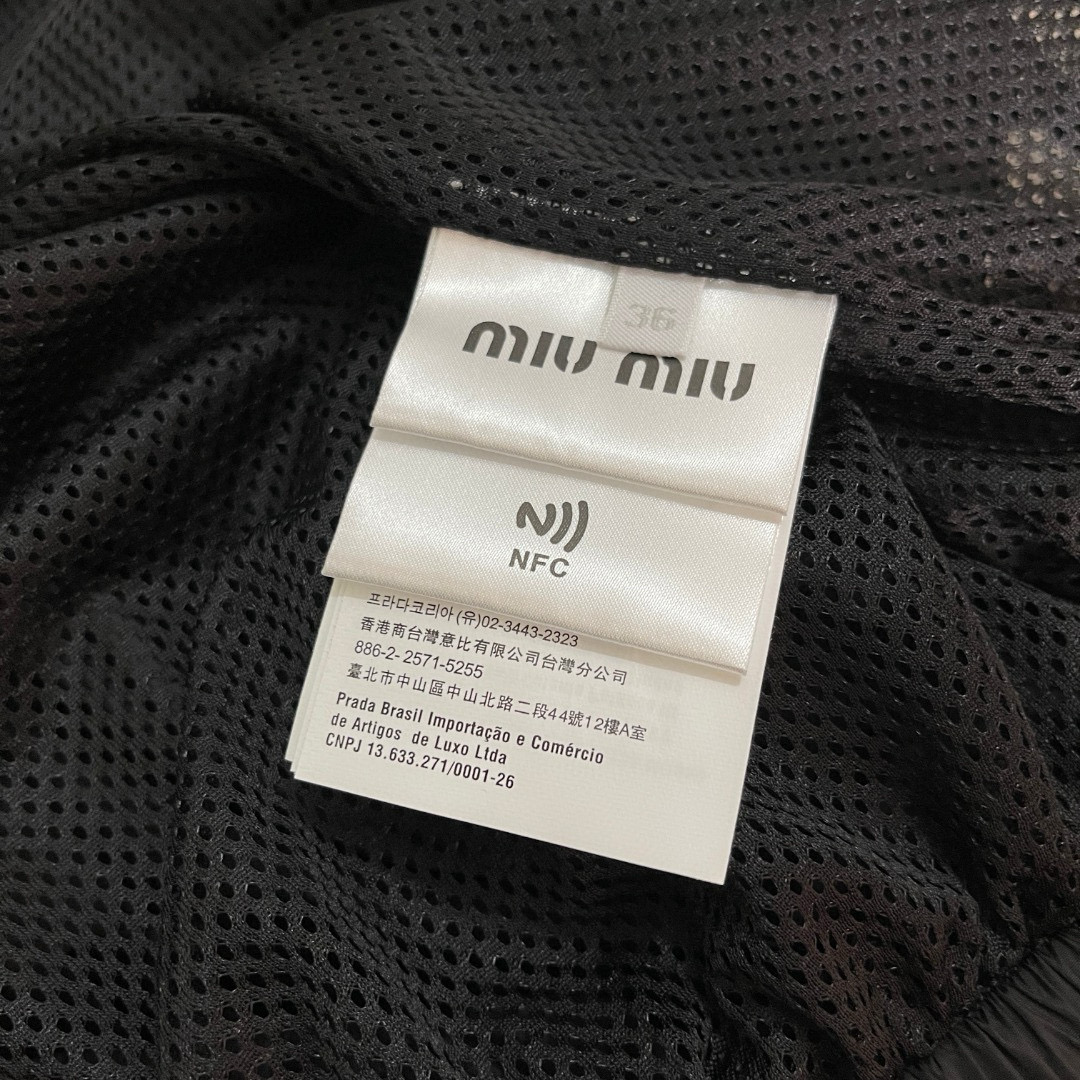 36
miu miu
NFC
프라다코리아(유)02-3443-2323
香港商台灣意比有限公司台灣分公司
886-2- 2571-5255
臺北市中山區中山北路二段44號12樓A室
Prada Brasil Importação e Comércio
de Artigos de Luxo Ltda
CNPJ 13.633.271/0001-26